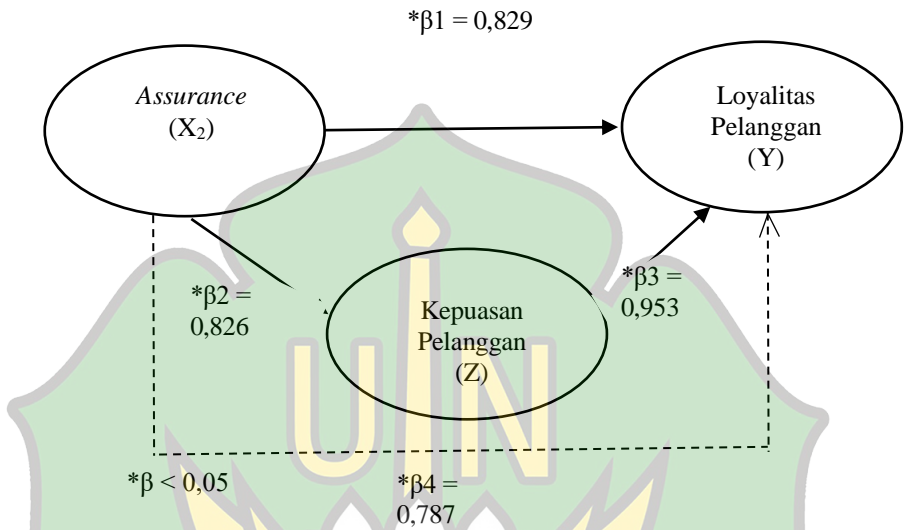 *β1 = 0,829
Assurance
(X₂)
Loyalitas
Pelanggan
(Y)
*β2 =
0,826
Kepuasan
Pelanggan
(Z)
*β3 =
0,953
*β < 0,05
*β4 =
0,787
UIN